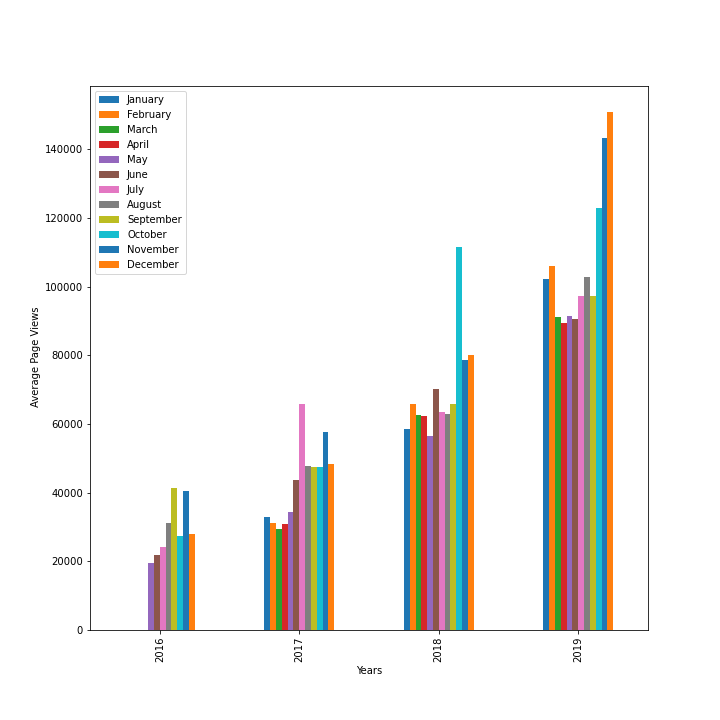 January
February
March
April
May
June
July
August
September
October
November
December
140000
120000
100000
80000
60000
40000
20000
0
Average Page Views
2016
2017
2018
2019
Years